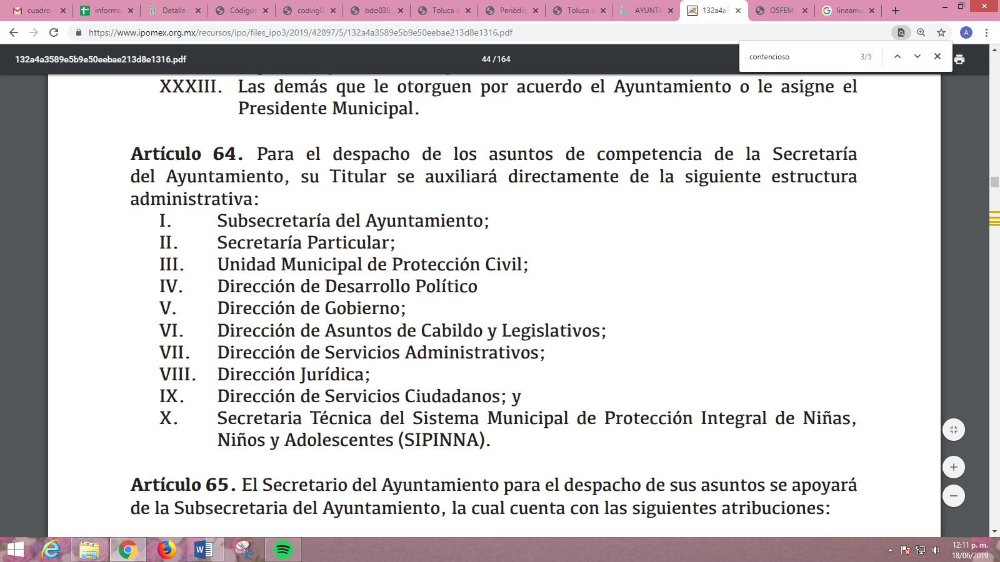 cuadro
informe
Detalle
Códigos
codvig0
bdo039
Toluca d
Periódic
Toluca d
AYUNTA
132a4a3
OSFEM
lineamie
https://www.ipomex.org.mx/recursos/ipo/files_ipo3/2019/42897/5/132a4a3589e5b9e50eebae213d8e1316.pdf
A
132a4a3589e5b9e50eebae213d8e1316.pdf
44 / 164
contencioso
3/5
XXXIII. Las demás que le otorguen por acuerdo el Ayuntamiento o le asigne el
Presidente Municipal.
Artículo 64. Para el despacho de los asuntos de competencia de la Secretaría
del Ayuntamiento, su Titular se auxiliará directamente de la siguiente estructura
administrativa:
I. Subsecretaría del Ayuntamiento;
II. Secretaría Particular;
III. Unidad Municipal de Protección Civil;
IV. Dirección de Desarrollo Político
V. Dirección de Gobierno;
VI. Dirección de Asuntos de Cabildo y Legislativos;
VII. Dirección de Servicios Administrativos;
VIII. Dirección Jurídica;
IX. Dirección de Servicios Ciudadanos; y
X. Secretaria Técnica del Sistema Municipal de Protección Integral de Niñas,
Niños y Adolescentes (SIPINNA).
Artículo 65. El Secretario del Ayuntamiento para el despacho de sus asuntos se apoyará
de la Subsecretaria del Ayuntamiento, la cual cuenta con las siguientes atribuciones:
12:11 p. m.
18/06/2019